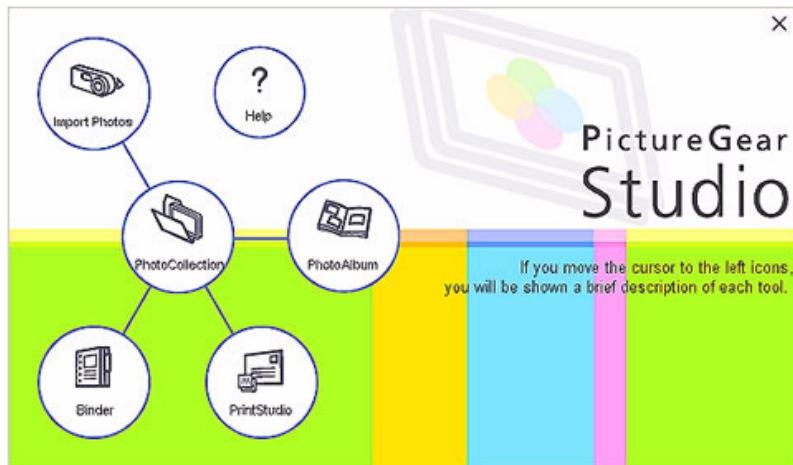 Import Photos
?
Help
PictureGear
Studio
PhotoCollection
PhotoAlbum
If you move the cursor to the left icons,
you will be shown a brief description of each tool.
Binder
PrintStudio